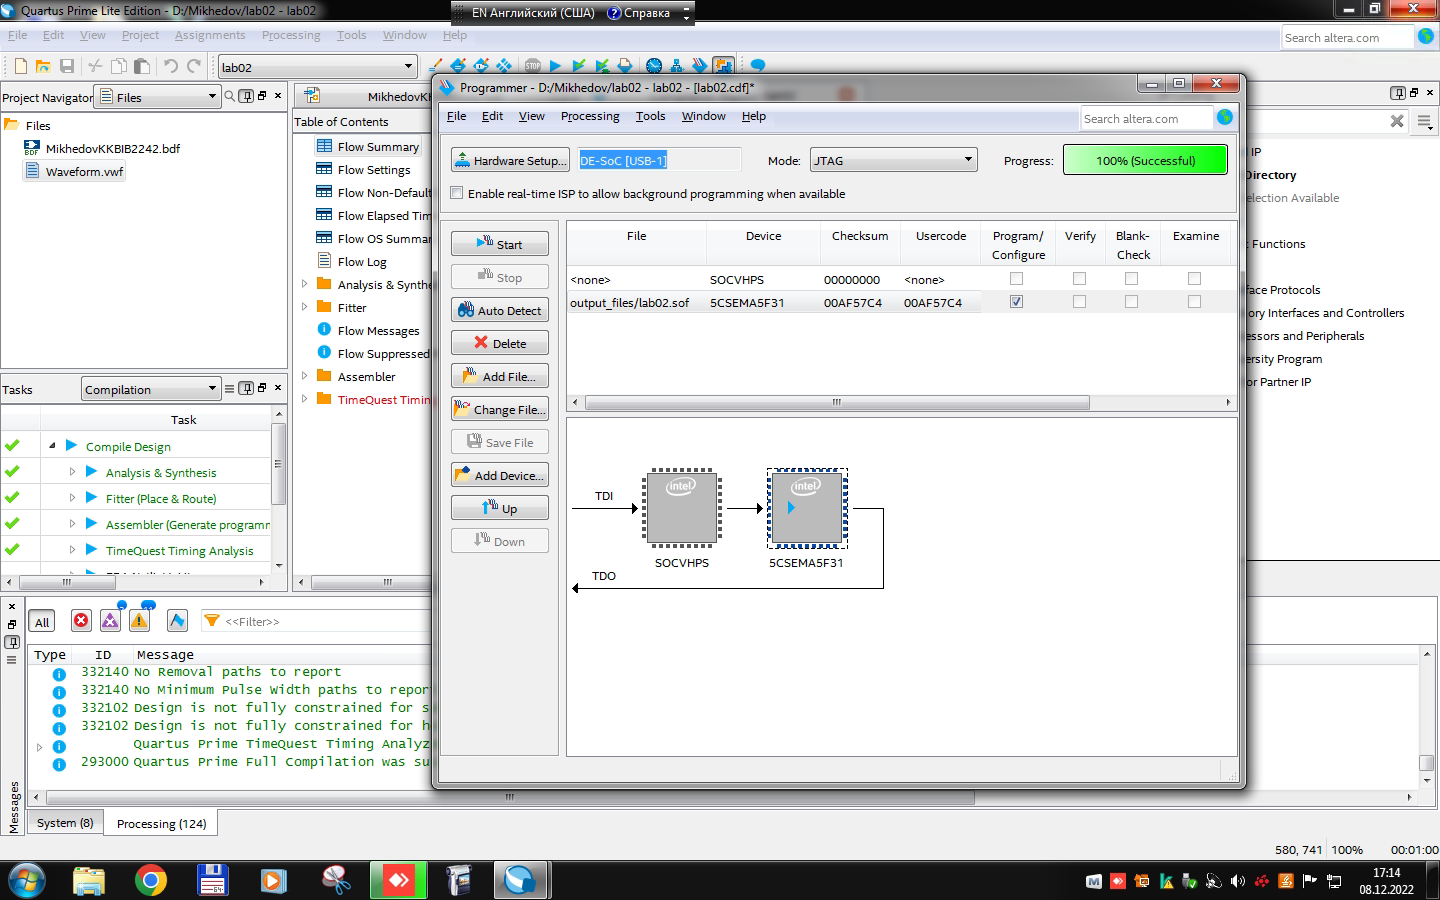 Quartus Prime Lite Edition - D:/Mikhedov/lab02 - lab02
EN Английский (США) Справка
File Edit View Project Assignments Processing Tools Window Help
Search altera.com
lab02
Project Navigator Files
Files
MikhedovKKBIB2242.bdf
Waveform.vwf
Tasks Compilation
Task
Compile Design
Analysis & Synthesis
Fitter (Place & Route)
Assembler (Generate programm
TimeQuest Timing Analysis
Table of Contents
Flow Summary
Flow Settings
Flow Non-Default
Flow Elapsed Tim
Flow OS Summar
Flow Log
Analysis & Synthe
Fitter
Flow Messages
Flow Suppressed
Assembler
TimeQuest Timin
Programmer - D:/Mikhedov/lab02 - lab02 - [lab02.cdf]*
File Edit View Processing Tools Window Help
Search altera.com
Hardware Setup... DE-SoC [USB-1] Mode: JTAG Progress: 100% (Successful)
Enable real-time ISP to allow background programming when available
Start
Stop
Auto Detect
Delete
Add File...
Change File...
Save File
Add Device...
Up
Down
File Device Checksum Usercode Program/ Configure Verify Blank- Check Examine
<none> SOCVHPS 00000000 <none>
output_files/lab02.sof 5CSEMA5F31 00AF57C4 00AF57C4
intel
intel
TDI
SOCVHPS
5CSEMA5F31
TDO
IP
Directory
election Available
Functions
face Protocols
ory Interfaces and Controllers
essors and Peripherals
ersity Program
or Partner IP
All <<Filter>>
Type ID Message
332140 No Removal paths to report
332140 No Minimum Pulse Width paths to repor
332102 Design is not fully constrained for s
332102 Design is not fully constrained for h
Quartus Prime TimeQuest Timing Analyz
293000 Quartus Prime Full Compilation was su
Messages
System (8) Processing (124)
580, 741 100% 00:01:00
64
17:14
08.12.2022